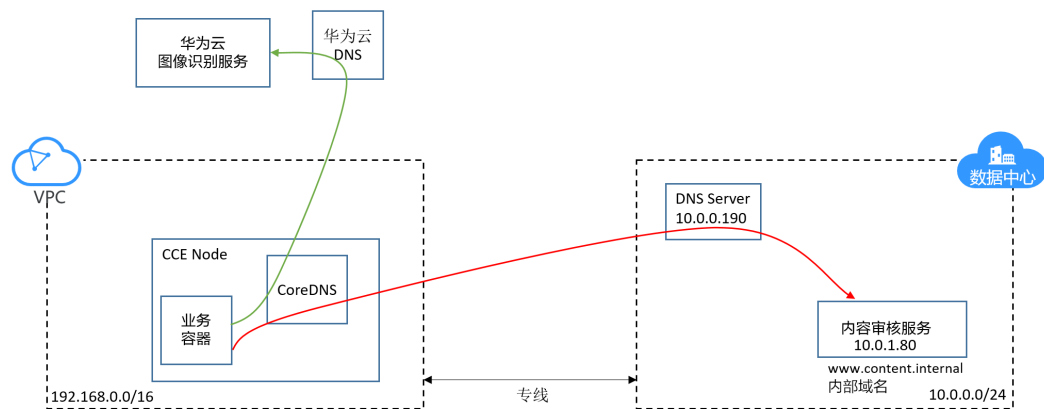 华为云
图像识别服务
华为云
DNS
VPC
数据中心
DNS Server
10.0.0.190
CCE Node
CoreDNS
业务
容器
内容审核服务
10.0.1.80
www.content.internal
内部域名
192.168.0.0/16
专线
10.0.0.0/24